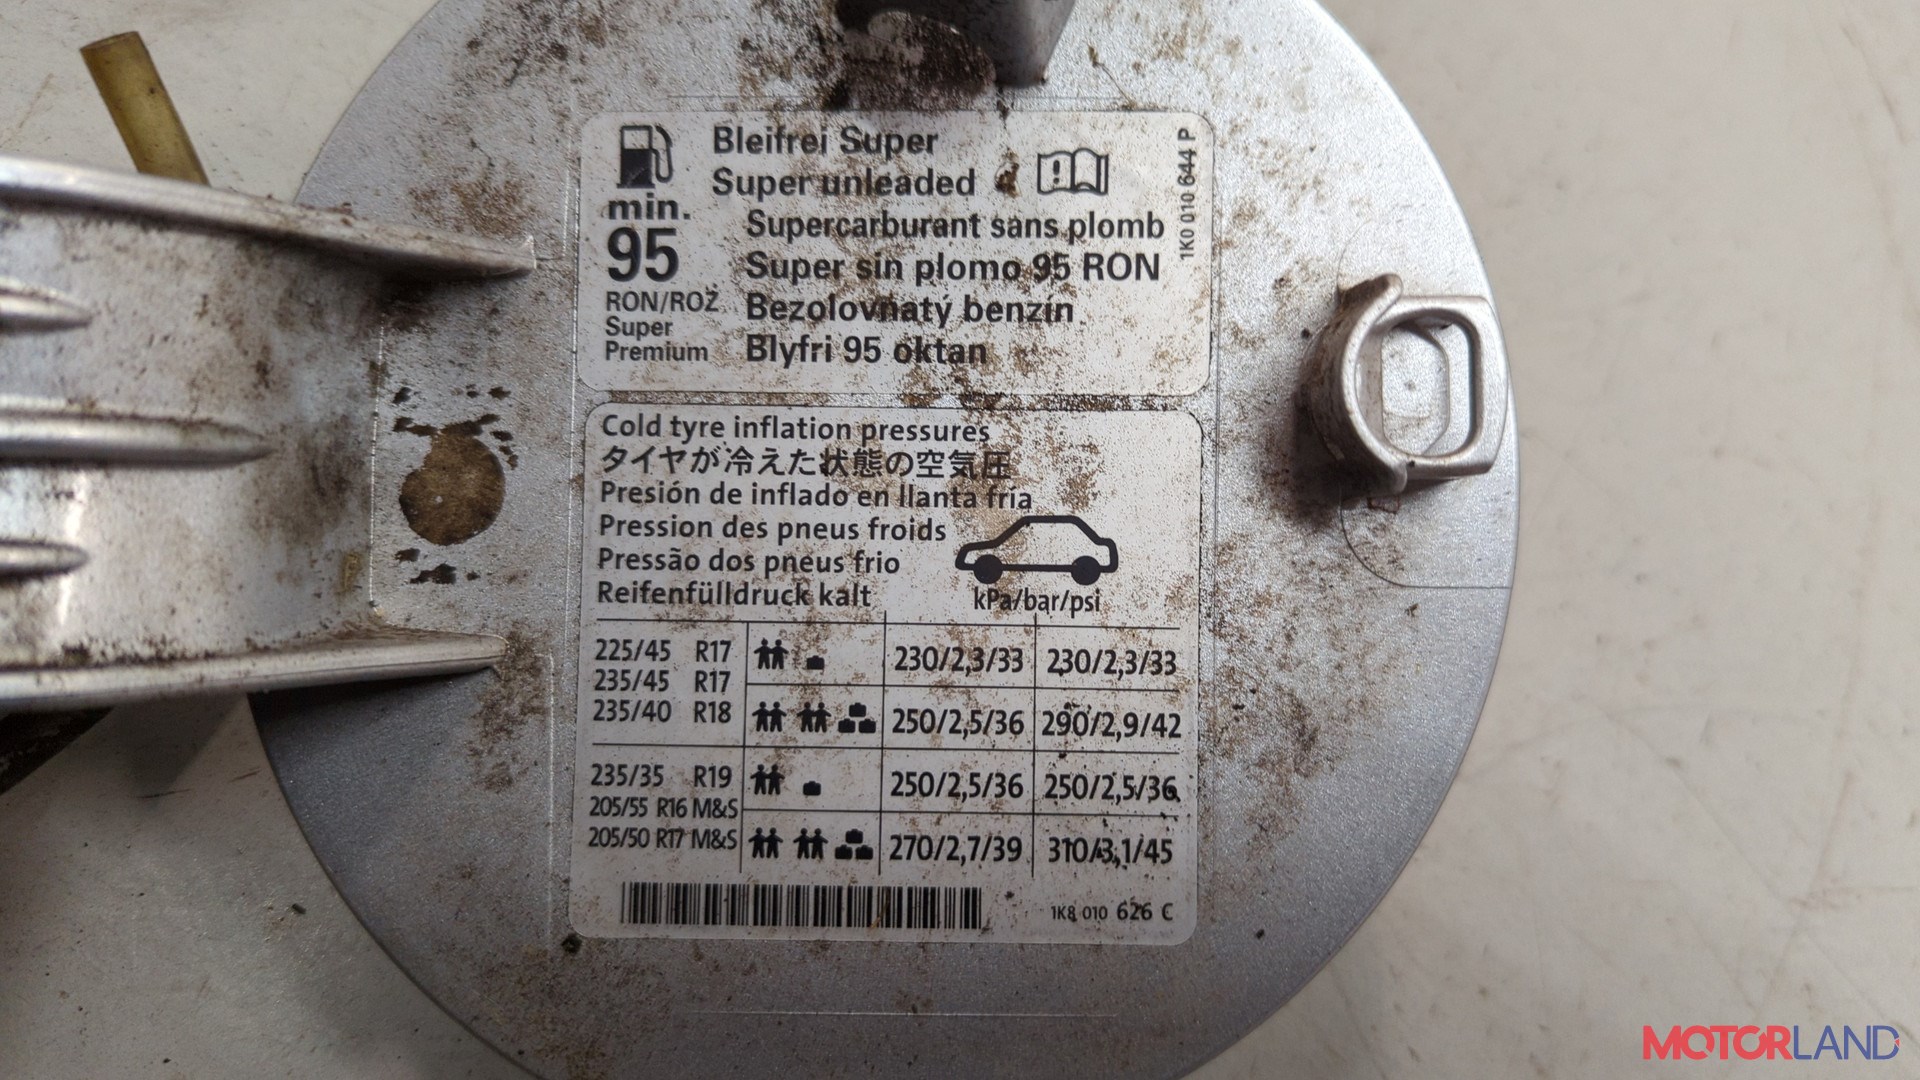 Bleifrei Super
Super unleaded
Supercarburant sans plomb
Super sin plomo 95 RON
Bezolovnatý benzín
Blyfri 95 oktan
min.
95
RON/ROŽ
Super
Premium
1K0 010 644 P
Cold tyre inflation pressures
タイヤが冷えた状態の空気圧
Presión de inflado en llanta fría
Pression des pneus froids
Pressão dos pneus frio
Reifenfülldruck kalt
kPa/bar/psi
225/45 R17
235/45 R17
235/40 R18
230/2,3/33 230/2,3/33
250/2,5/36 290/2,9/42
235/35 R19
205/55 R16 M&S
205/50 R17 M&S
250/2,5/36 250/2,5/36
270/2,7/39 310/3,1/45
1K8 010 626 C
MOTORLAND